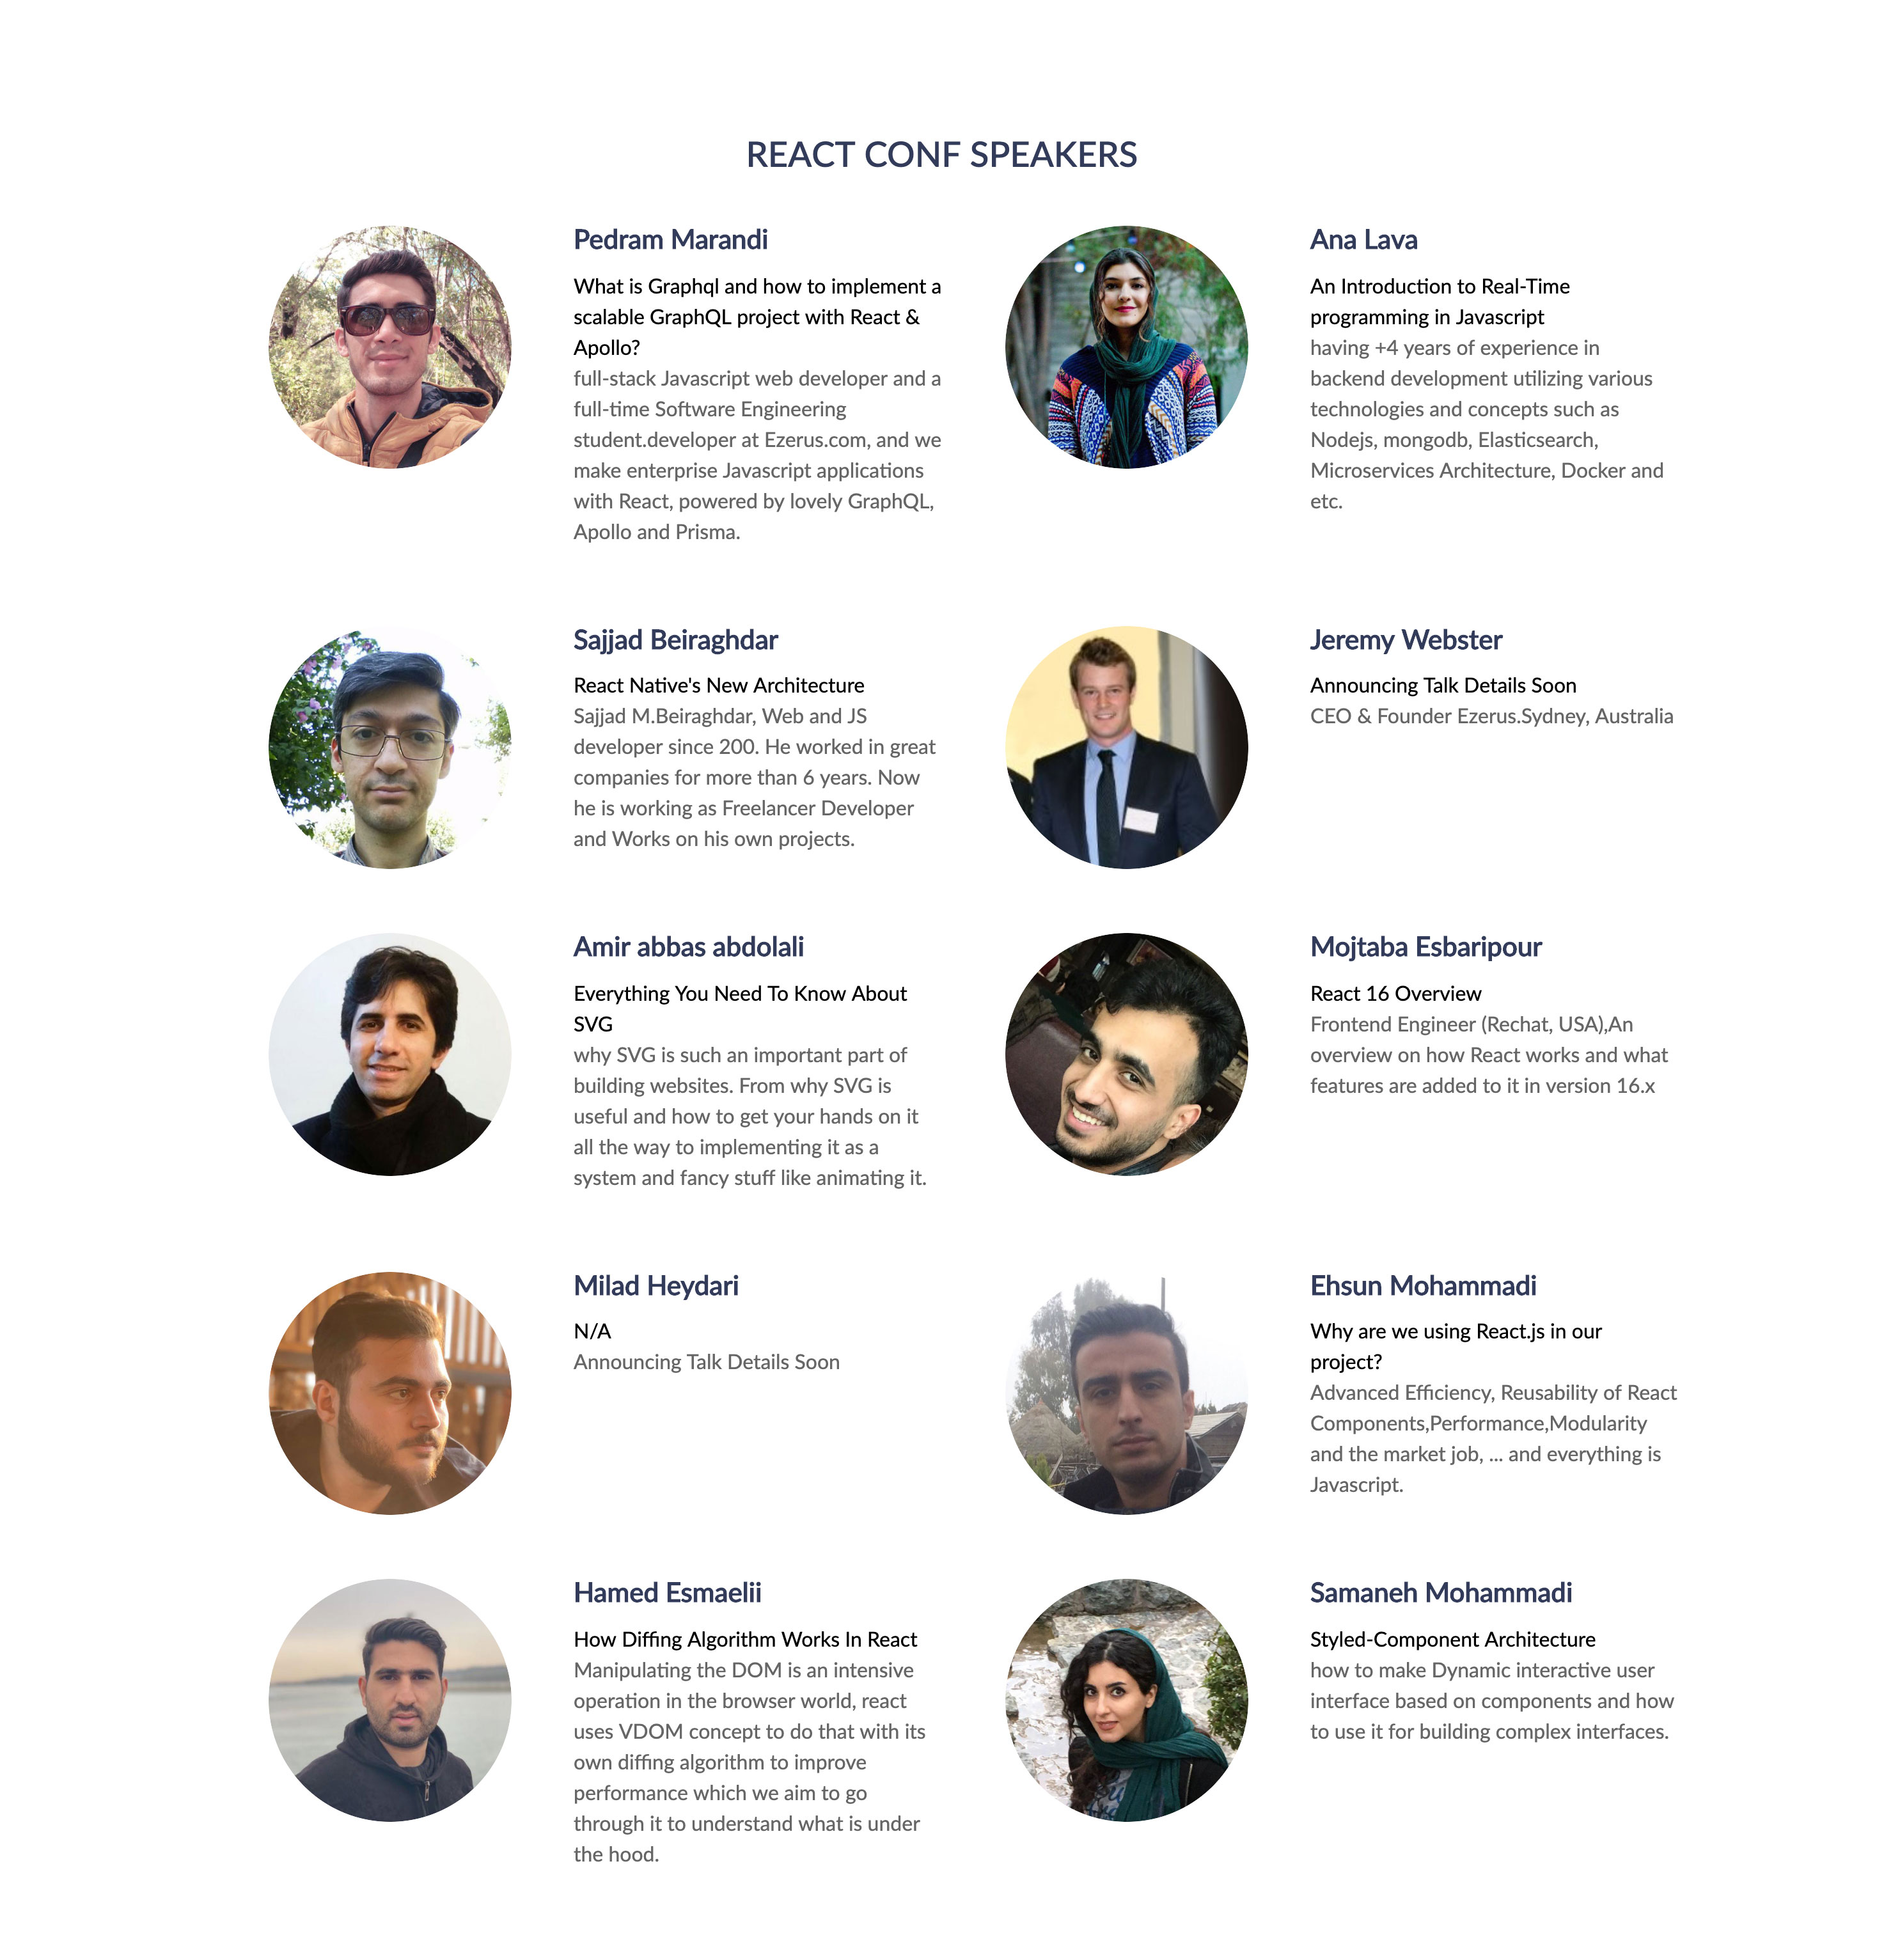 REACT CONF SPEAKERS
Pedram Marandi
What is Graphql and how to implement a
scalable GraphQL project with React &
Apollo?
full-stack Javascript web developer and a
full-time Software Engineering
student.developer at Ezerus.com, and we
make enterprise Javascript applications
with React, powered by lovely GraphQL,
Apollo and Prisma.
Ana Lava
An Introduction to Real-Time
programming in Javascript
having +4 years of experience in
backend development utilizing various
technologies and concepts such as
Nodejs, mongodb, Elasticsearch,
Microservices Architecture, Docker and
etc.
Sajjad Beiraghdar
React Native's New Architecture
Sajjad M.Beiraghdar, Web and JS
developer since 200. He worked in great
companies for more than 6 years. Now
he is working as Freelancer Developer
and Works on his own projects.
Jeremy Webster
Announcing Talk Details Soon
CEO & Founder Ezerus.Sydney, Australia
Amir abbas abdolali
Everything You Need To Know About
SVG
why SVG is such an important part of
building websites. From why SVG is
useful and how to get your hands on it
all the way to implementing it as a
system and fancy stuff like animating it.
Mojtaba Esbaripour
React 16 Overview
Frontend Engineer (Rechat, USA),An
overview on how React works and what
features are added to it in version 16.x
Milad Heydari
N/A
Announcing Talk Details Soon
Ehsun Mohammadi
Why are we using React.js in our
project?
Advanced Efficiency, Reusability of React
Components,Performance,Modularity
and the market job, ... and everything is
Javascript.
Hamed Esmaelii
How Diffing Algorithm Works In React
Manipulating the DOM is an intensive
operation in the browser world, react
uses VDOM concept to do that with its
own diffing algorithm to improve
performance which we aim to go
through it to understand what is under
the hood.
Samaneh Mohammadi
Styled-Component Architecture
how to make Dynamic interactive user
interface based on components and how
to use it for building complex interfaces.